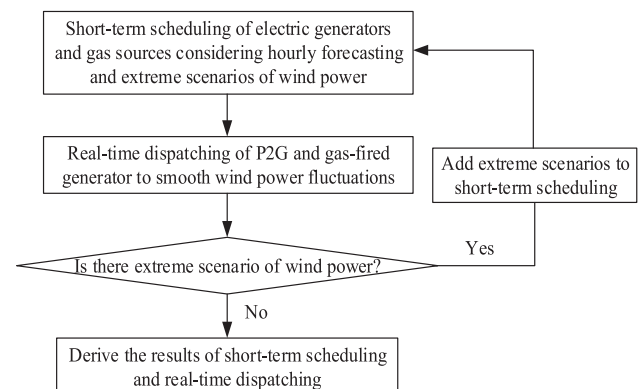 Short-term scheduling of electric generators
and gas sources considering hourly forecasting
and extreme scenarios of wind power
Real-time dispatching of P2G and gas-fired
generator to smooth wind power fluctuations
Add extreme scenarios to
short-term scheduling
Is there extreme scenario of wind power?
Yes
No
Derive the results of short-term scheduling
and real-time dispatching